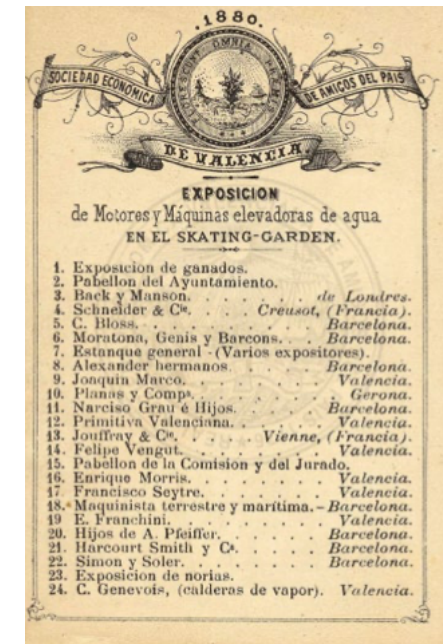 .1880.
SOCIEDAD ECONÓMICA
FLORESCUNT OMNIA PRÆMIO
DE AMIGOS DEL PAIS
DE VALENCIA
EXPOSICION
de Motores y Máquinas elevadoras de agua
EN EL SKATING-GARDEN.
1. Exposicion de ganados.
2. Pabellon del Ayuntamiento.
3. Back y Manson. . . . . . . . de Londres.
4. Schneider & Cie. . . . Creusot, (Francia).
5. C. Bloss. . . . . . . . . . Barcelona.
6. Moratona, Genis y Barcons. . . Barcelona.
7. Estanque general - (Varios expositores).
8. Alexander hermanos . . . . . . Barcelona.
9. Joaquin Marco. . . . . . . . . Valencia.
10. Planas y Compª . . . . . . . . Gerona.
11. Narciso Grau é Hijos. . . . . Barcelona.
12. Primitiva Valenciana. . . . . Valencia.
13. Jouffray & Cie. . . . Vienne, (Francia).
14. Felipe Vengut. . . . . . . . Valencia.
15. Pabellon de la Comision y del Jurado.
16. Enrique Morris. . . . . . . . Valencia.
17 Francisco Seytre. . . . . . . Valencia.
18. Maquinista terrestre y marítima. - Barcelona.
19 E. Franchini. . . . . . . . . Valencia.
20. Hijos de A. Pfeiffer. . . . . Barcelona.
21. Harcourt Smith y Cª. . . . . . Barcelona.
22. Simon y Soler. . . . . . . . Barcelona.
23. Exposicion de norias.
24. C. Genevois, (calderas de vapor). Valencia.